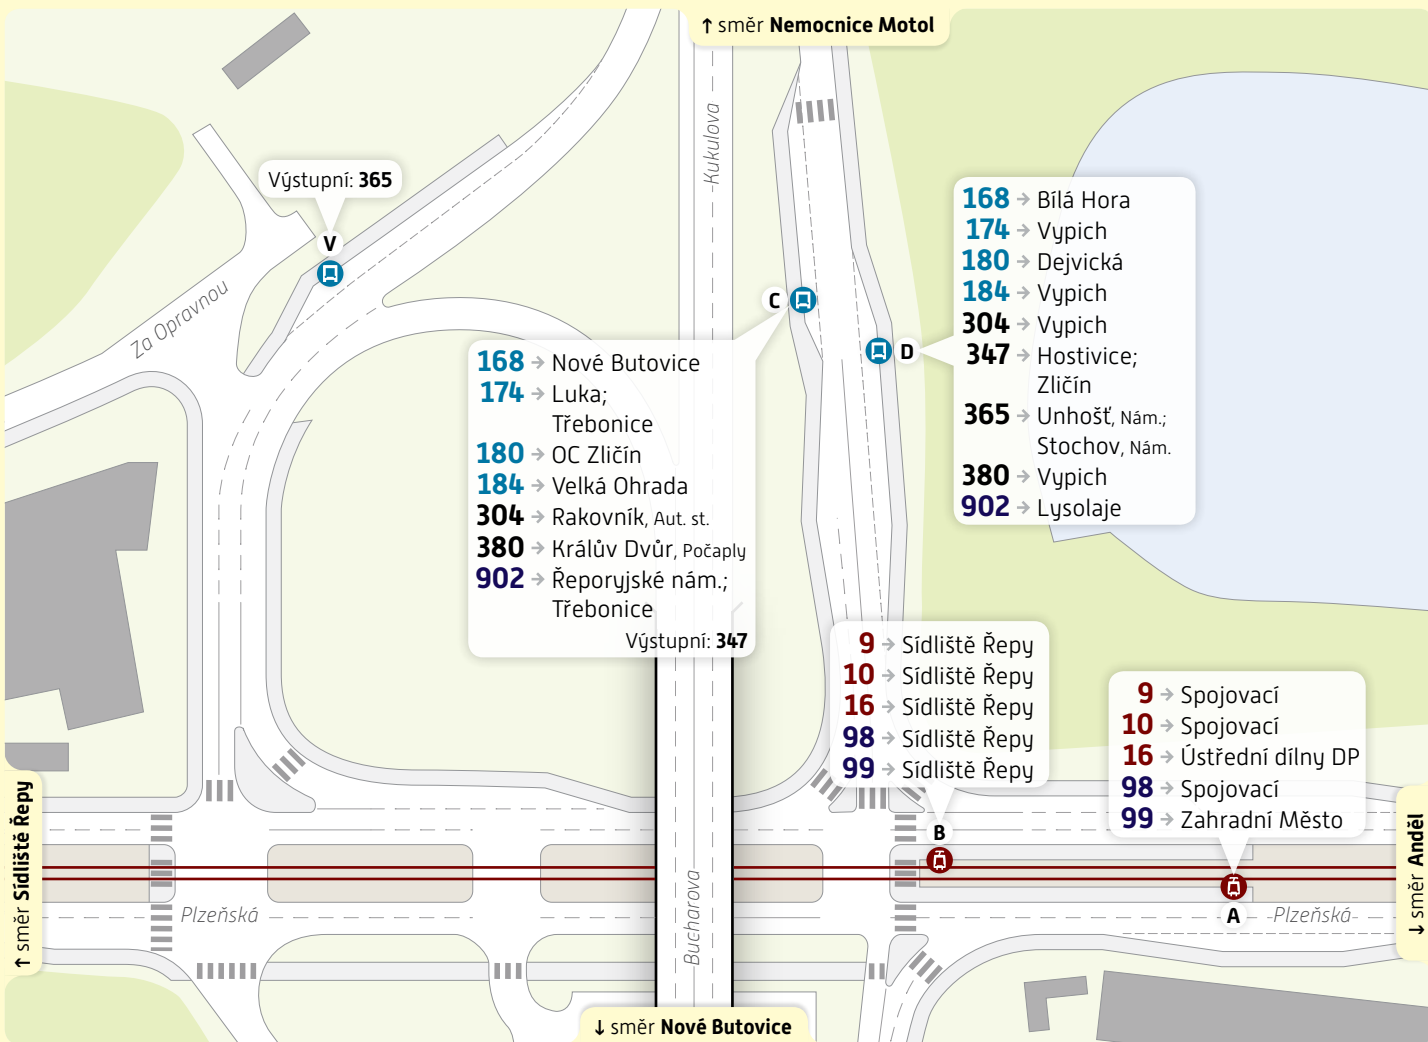 ↑ směr Nemocnice Motol
Kukulova
Výstupní: 365
V
Za Opravnou
C
168 → Nové Butovice
174 → Luka;
Třebonice
180 → OC Zličín
184 → Velká Ohrada
304 → Rakovník, Aut. st.
380 → Králův Dvůr, Počaply
902 → Řeporyjské nám.;
Třebonice
Výstupní: 347
D
168 → Bílá Hora
174 → Vypich
180 → Dejvická
184 → Vypich
304 → Vypich
347 → Hostivice;
Zličín
365 → Unhošť, Nám.;
Stochov, Nám.
380 → Vypich
902 → Lysolaje
9 → Sídliště Řepy
10 → Sídliště Řepy
16 → Sídliště Řepy
98 → Sídliště Řepy
99 → Sídliště Řepy
B
9 → Spojovací
10 → Spojovací
16 → Ústřední dílny DP
98 → Spojovací
99 → Zahradní Město
A
↑ směr Sídliště Řepy
Plzeňská
Bucharova
Plzeňská
↓ směr Anděl
↓ směr Nové Butovice